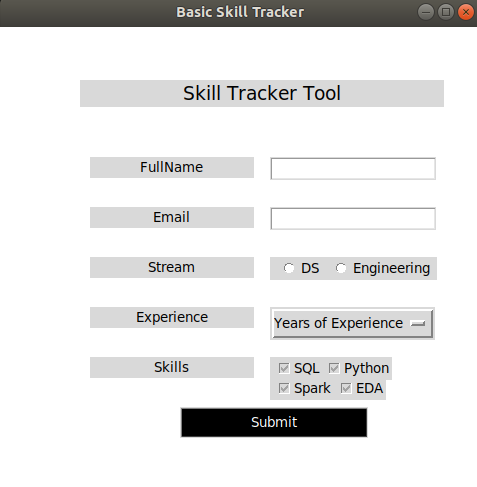 Basic Skill Tracker
Skill Tracker Tool
FullName
Email
Stream DS Engineering
Experience Years of Experience
Skills SQL Python
Spark EDA
Submit